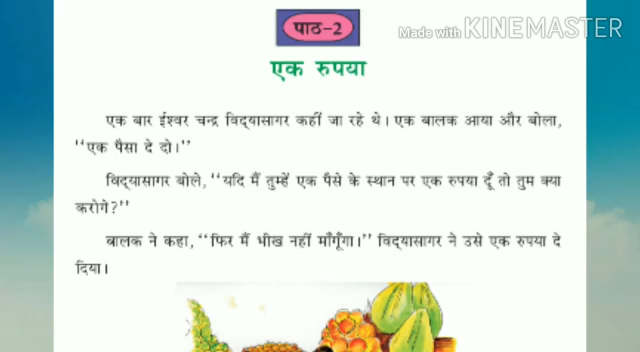 पाठ-2
Made with KINEMASTER
एक रुपया
एक बार ईश्वर चन्द्र विद्यासागर कहीं जा रहे थे। एक बालक आया और बोला,
‘‘एक पैसा दे दो।’’
विद्यासागर बोले, ‘‘यदि मैं तुम्हें एक पैसे के स्थान पर एक रुपया दूँ तो तुम क्या
करोगे?’’
बालक ने कहा, ‘‘फिर मैं भीख नहीं माँगूँगा।’’ विद्यासागर ने उसे एक रुपया दे
दिया।